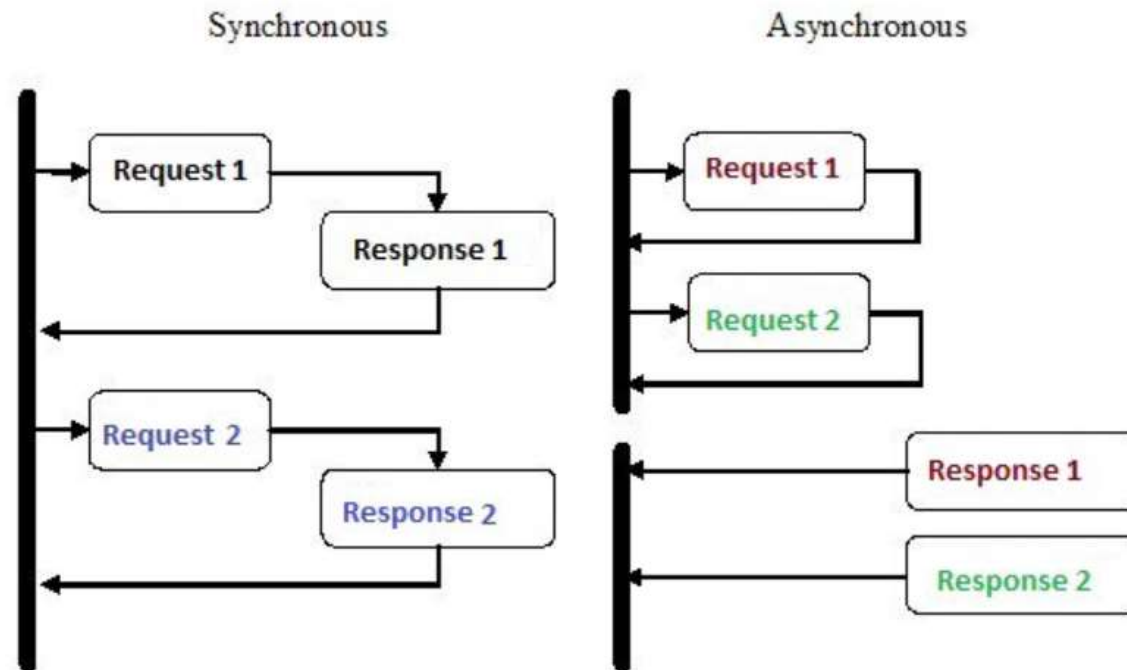 Synchronous
Request 1
Response 1
Request 2
Response 2
Asynchronous
Request 1
Request 2
Response 1
Response 2